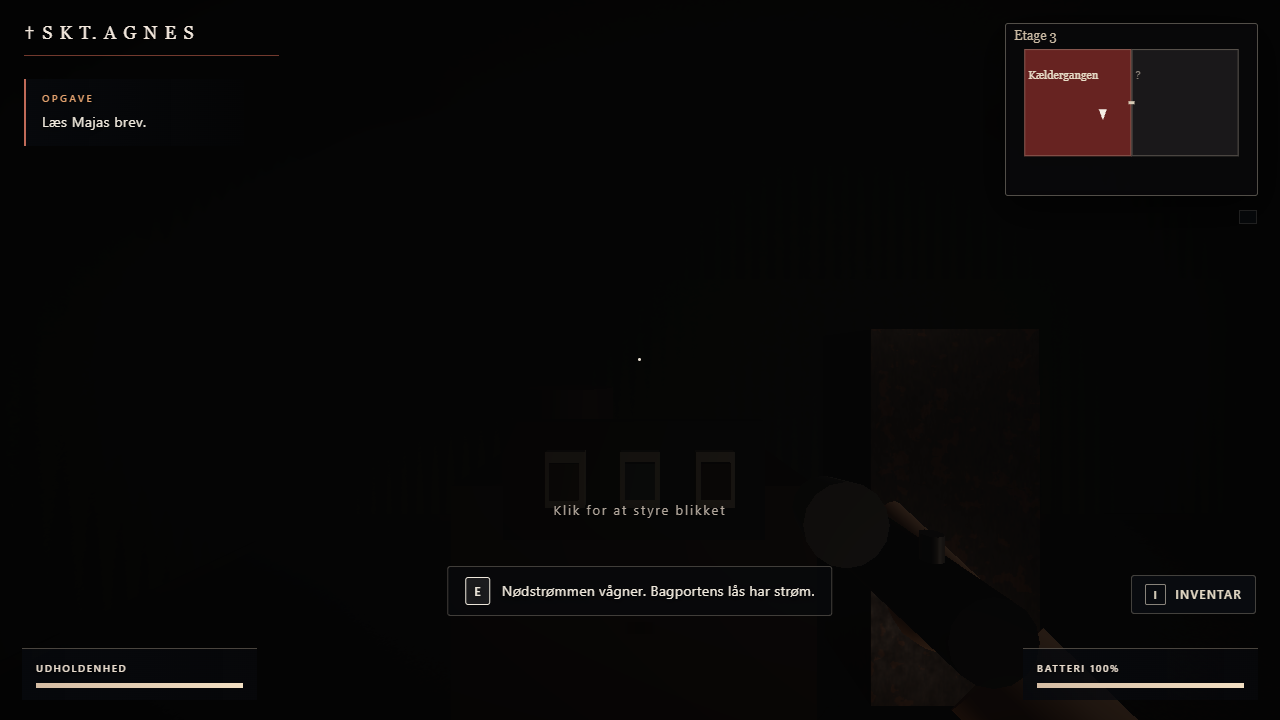 † SKT. AGNES
OPGAVE
Læs Majas brev.
Etage 3
Kældergangen
?
Klik for at styre blikket
E Nødstrømmen vågner. Bagportens lås har strøm.
I INVENTAR
UDHOLDENHED
BATTERI 100%